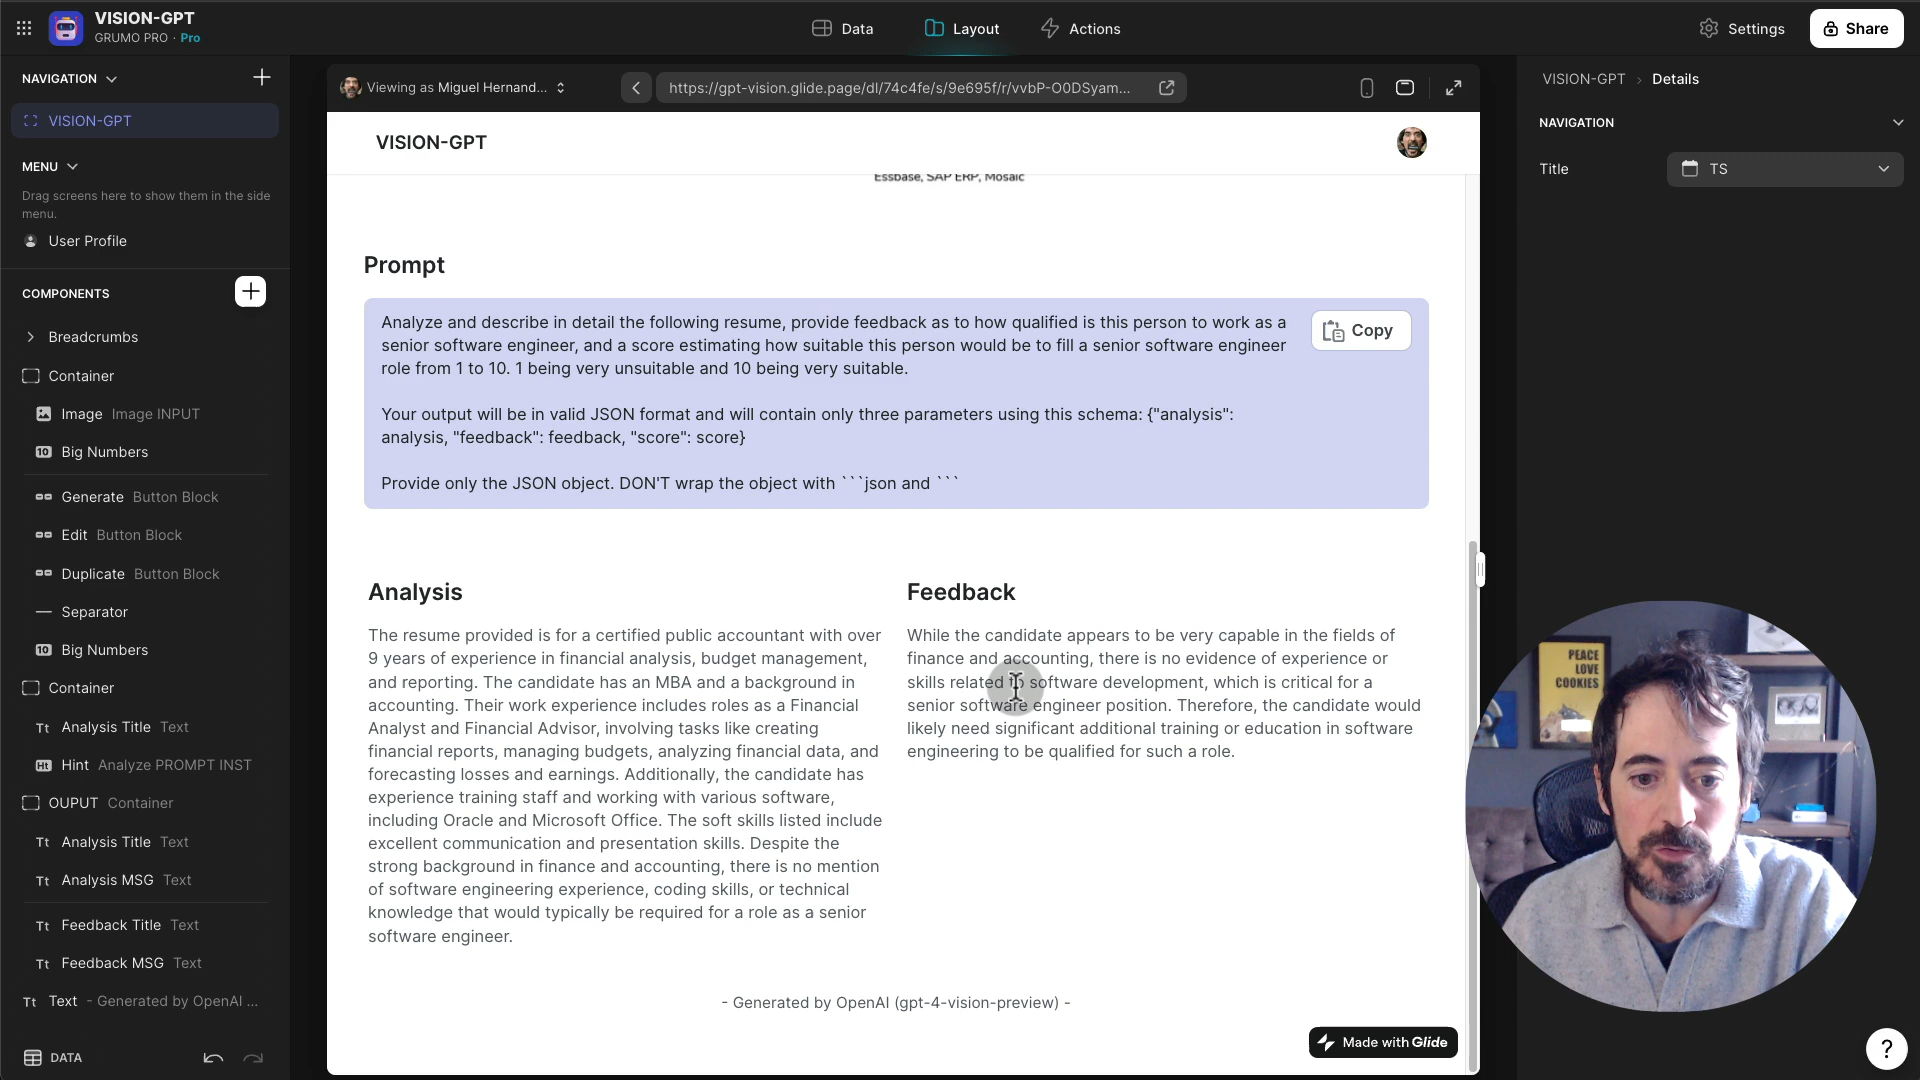 VISION-GPT
GRUMO PRO · Pro
Data
Layout
Actions
Settings
Share
NAVIGATION
VISION-GPT
MENU
Drag screens here to show them in the side
menu.
User Profile
COMPONENTS
Breadcrumbs
Container
Image Image INPUT
Big Numbers
Generate Button Block
Edit Button Block
Duplicate Button Block
Separator
Big Numbers
Container
Analysis Title Text
Hint Analyze PROMPT INST
OUPUT Container
Analysis Title Text
Analysis MSG Text
Feedback Title Text
Feedback MSG Text
Text - Generated by OpenAI ...
DATA
Viewing as Miguel Hernand...
https://gpt-vision.glide.page/dl/74c4fe/s/9e695f/r/vvbP-O0DSyam...
VISION-GPT
Essbase, SAP ERP, Mosaic
Prompt
Analyze and describe in detail the following resume, provide feedback as to how qualified is this person to work as a
senior software engineer, and a score estimating how suitable this person would be to fill a senior software engineer
role from 1 to 10. 1 being very unsuitable and 10 being very suitable.
Your output will be in valid JSON format and will contain only three parameters using this schema: {"analysis":
analysis, "feedback": feedback, "score": score}
Provide only the JSON object. DON'T wrap the object with ```json and ```
Copy
Analysis
The resume provided is for a certified public accountant with over
9 years of experience in financial analysis, budget management,
and reporting. The candidate has an MBA and a background in
accounting. Their work experience includes roles as a Financial
Analyst and Financial Advisor, involving tasks like creating
financial reports, managing budgets, analyzing financial data, and
forecasting losses and earnings. Additionally, the candidate has
experience training staff and working with various software,
including Oracle and Microsoft Office. The soft skills listed include
excellent communication and presentation skills. Despite the
strong background in finance and accounting, there is no mention
of software engineering experience, coding skills, or technical
knowledge that would typically be required for a role as a senior
software engineer.
Feedback
While the candidate appears to be very capable in the fields of
finance and accounting, there is no evidence of experience or
skills related to software development, which is critical for a
senior software engineer position. Therefore, the candidate would
likely need significant additional training or education in software
engineering to be qualified for such a role.
- Generated by OpenAI (gpt-4-vision-preview) -
Made with Glide
VISION-GPT > Details
NAVIGATION
Title
TS
PEACE
LOVE
COOKIES
?